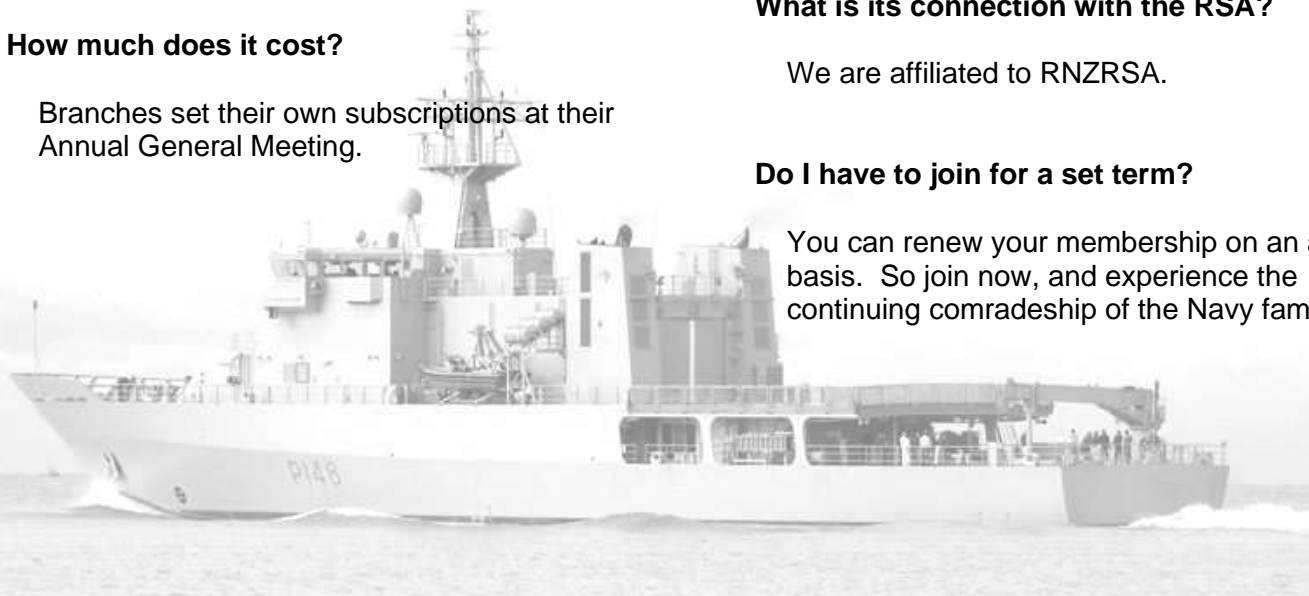 How much does it cost?
Branches set their own subscriptions at their
Annual General Meeting.
What is its connection with the RSA?
We are affiliated to RNZRSA.
Do I have to join for a set term?
You can renew your membership on an
basis. So join now, and experience the
continuing comradeship of the Navy
P148